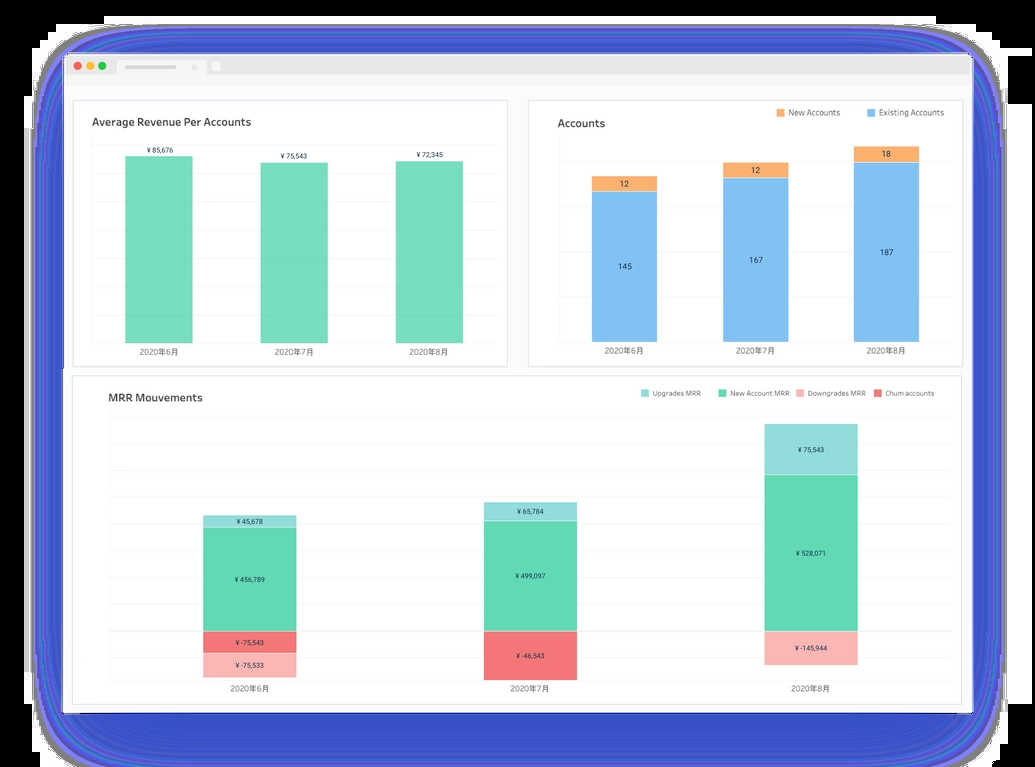 Average Revenue Per Accounts
¥ 85,676
¥ 75,543
¥ 72,345
2020年6月
2020年7月
2020年8月
New Accounts
Existing Accounts
Accounts
12
12
18
145
167
187
2020年6月
2020年7月
2020年8月
MRR Mouvements
Upgrades MRR
New Account MRR
Downgrades MRR
Churn accounts
¥ 45,678
¥ 65,784
¥ 75,543
¥ 456,789
¥ 499,097
¥ 528,071
¥ -75,543
¥ -75,533
¥ -46,543
¥ -145,944
2020年6月
2020年7月
2020年8月